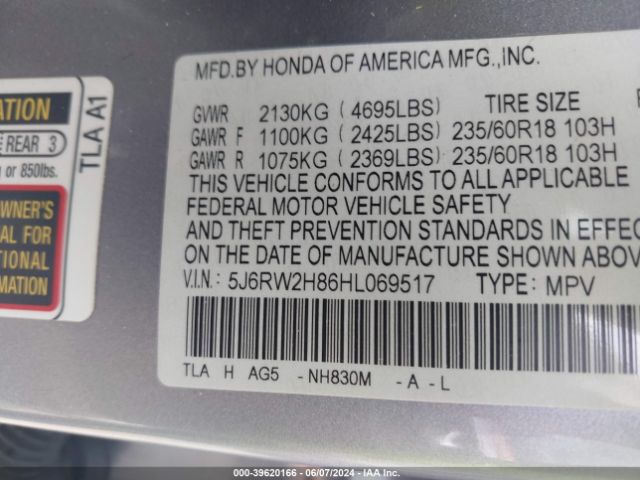 MFD.BY HONDA OF AMERICA MFG.,INC.
GVWR 2130KG (4695LBS) TIRE SIZE
GAWR F 1100KG (2425LBS) 235/60R18 103H
GAWR R 1075KG (2369LBS) 235/60R18 103H
THIS VEHICLE CONFORMS TO ALL APPLICABLE
FEDERAL MOTOR VEHICLE SAFETY
AND THEFT PREVENTION STANDARDS IN EFFEC
ON THE DATE OF MANUFACTURE SHOWN ABOV
V.I.N.: 5J6RW2H86HL069517 TYPE: MPV
TLA H AG5 -NH830M -A-L
ATION
REAR 3
or 850lbs.
OWNER'S
AL FOR
TIONAL
RMATION
TLA A1
000-39620166 - 06/07/2024 - IAA Inc.